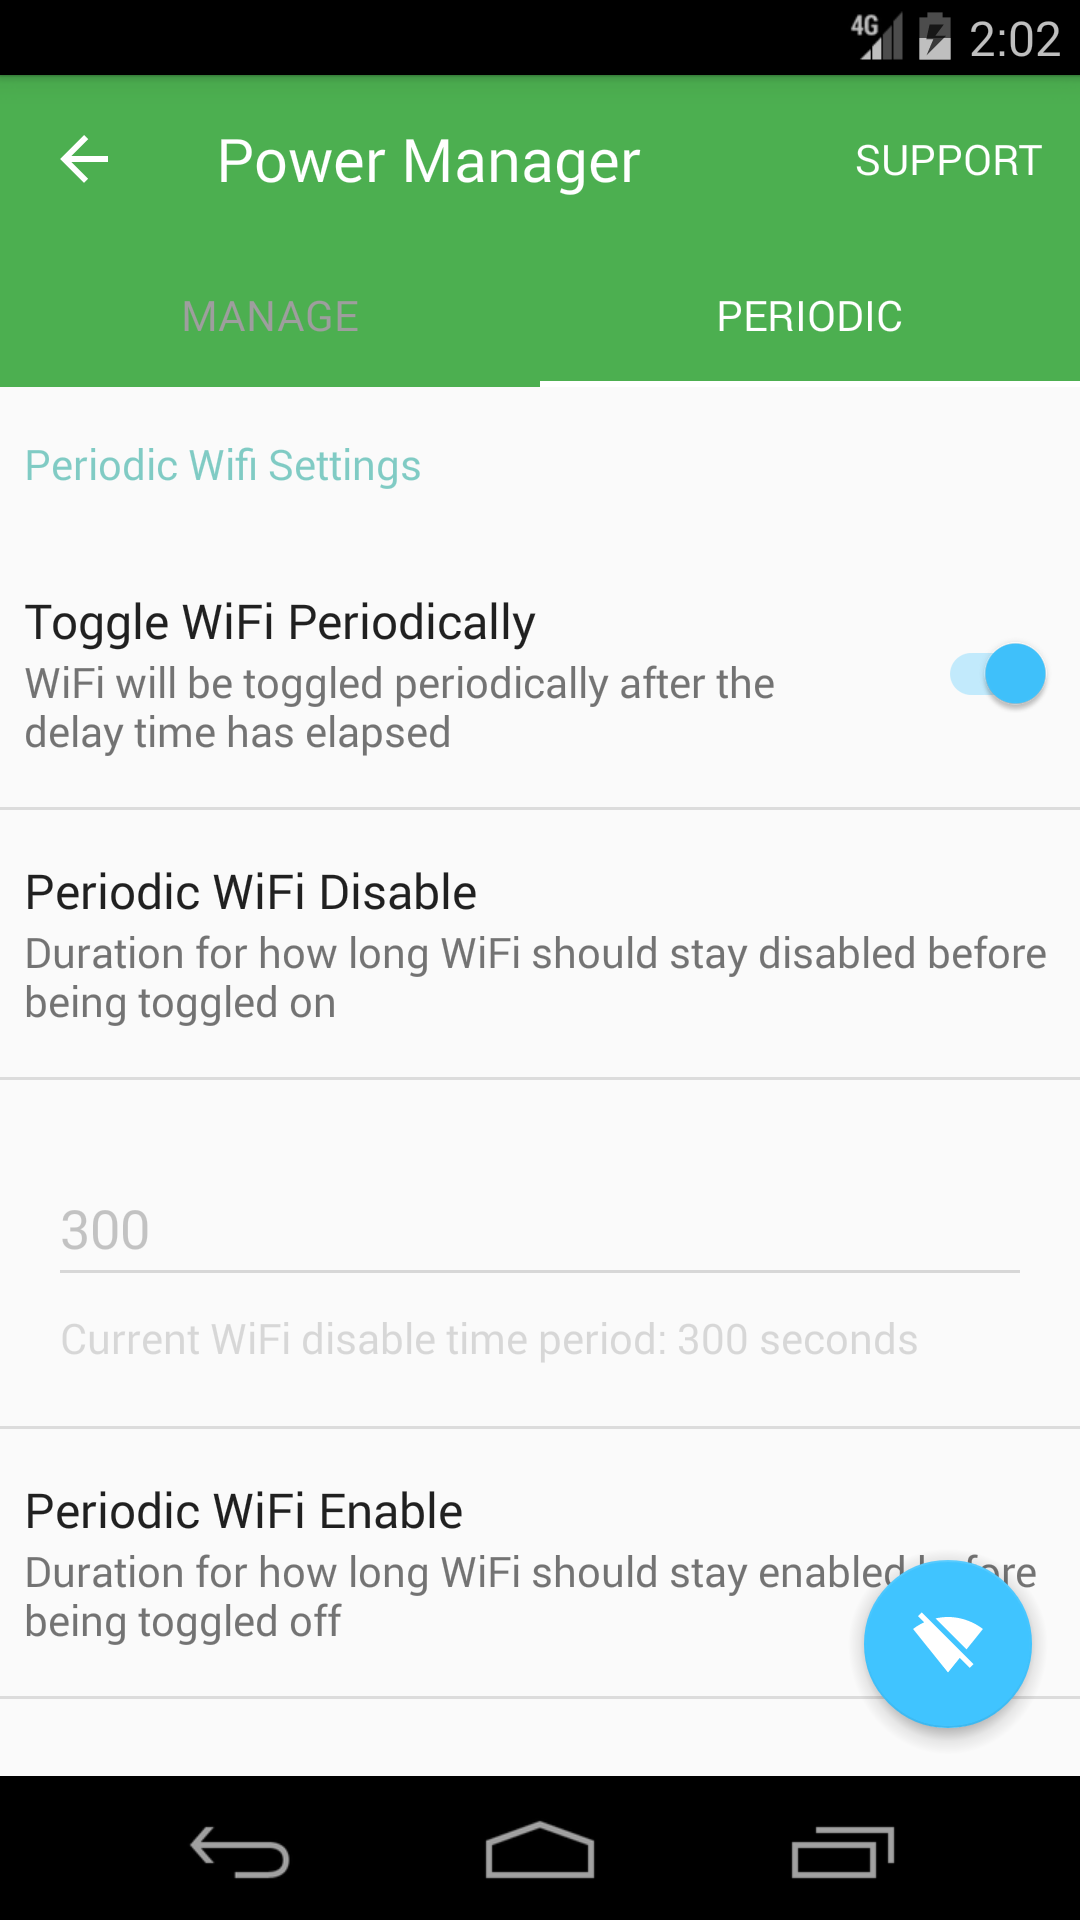 4G 2:02
Power Manager SUPPORT
MANAGE PERIODIC
Periodic Wifi Settings
Toggle WiFi Periodically
WiFi will be toggled periodically after the
delay time has elapsed
Periodic WiFi Disable
Duration for how long WiFi should stay disabled before
being toggled on
300
Current WiFi disable time period: 300 seconds
Periodic WiFi Enable
Duration for how long WiFi should stay enabled before
being toggled off